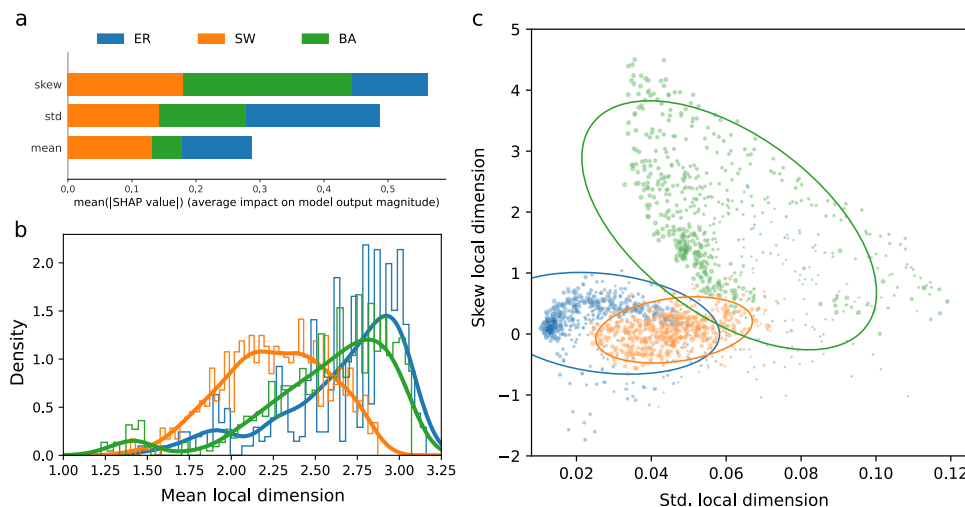 a
ER SW BA
skew
std
mean
0.0 0.1 0.2 0.3 0.4 0.5
mean(|SHAP value|) (average impact on model output magnitude)
b
Density
2.0
1.5
1.0
0.5
0.0
1.00 1.25 1.50 1.75 2.00 2.25 2.50 2.75 3.00 3.25
Mean local dimension
c
Skew local dimension
5
4
3
2
1
0
−1
−2
0.02 0.04 0.06 0.08 0.10 0.12
Std. local dimension